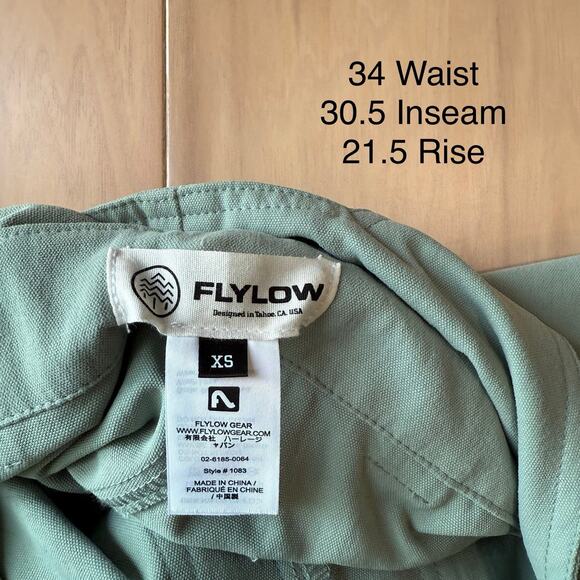 34 Waist
30.5 Inseam
21.5 Rise
FLYLOW
Designed in Tahoe, CA. USA
XS
FLYLOW GEAR
WWW.FLYLOWGEAR.COM
有限会社 ハーレージ
ャパン
02-6185-0064
Style # 1083
MADE IN CHINA /
FABRIQUÉ EN CHINE
/ 中国製